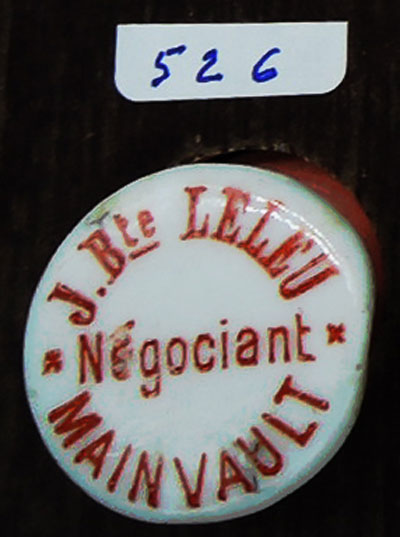 526
J. Bte LELEU
* Négociant *
MAINVAULT